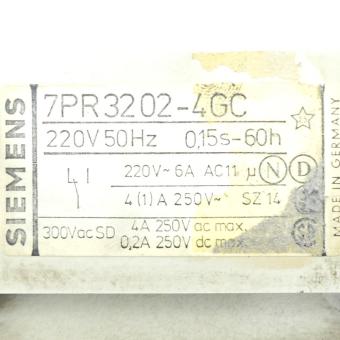 SIEMENS
7PR3202-4GC
220V 50Hz 0,15s-60h
220V~ 6A AC11 µ N D
4(1)A 250V~ SZ 14
300Vac SD 4A 250V ac max.
0,2A 250V dc max.
MADE IN GERMANY